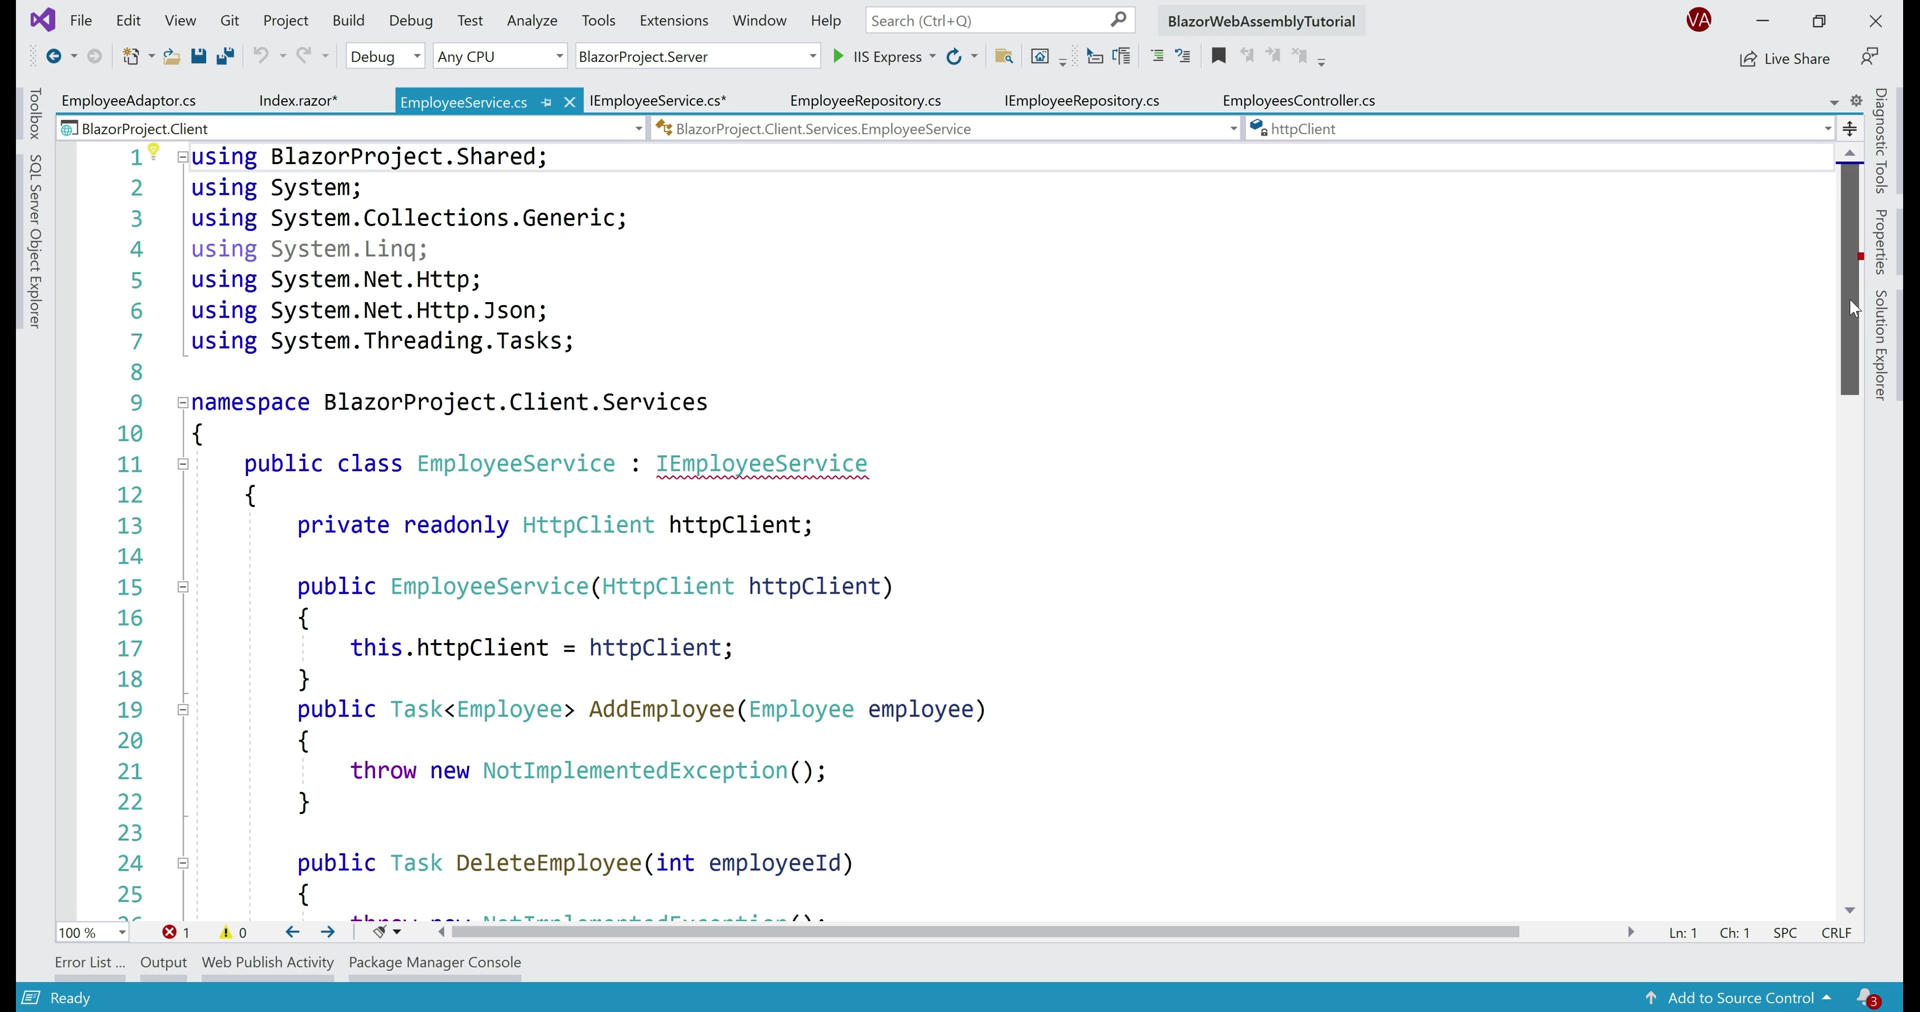 File Edit View Git Project Build Debug Test Analyze Tools Extensions Window Help Search (Ctrl+Q) BlazorWebAssemblyTutorial VA
Debug Any CPU BlazorProject.Server IIS Express Live Share
EmployeeAdaptor.cs Index.razor* EmployeeService.cs IEmployeeService.cs* EmployeeRepository.cs IEmployeeRepository.cs EmployeesController.cs
BlazorProject.Client BlazorProject.Client.Services.EmployeeService httpClient
Toolbox
SQL Server Object Explorer
1 using BlazorProject.Shared;
2 using System;
3 using System.Collections.Generic;
4 using System.Linq;
5 using System.Net.Http;
6 using System.Net.Http.Json;
7 using System.Threading.Tasks;
8
9 namespace BlazorProject.Client.Services
10 {
11 public class EmployeeService : IEmployeeService
12 {
13 private readonly HttpClient httpClient;
14
15 public EmployeeService(HttpClient httpClient)
16 {
17 this.httpClient = httpClient;
18 }
19 public Task<Employee> AddEmployee(Employee employee)
20 {
21 throw new NotImplementedException();
22 }
23
24 public Task DeleteEmployee(int employeeId)
25 {
26 throw new NotImplementedException();
Diagnostic Tools
Properties
Solution Explorer
100 % 1 0 Ln: 1 Ch: 1 SPC CRLF
Error List ... Output Web Publish Activity Package Manager Console
Ready Add to Source Control 3